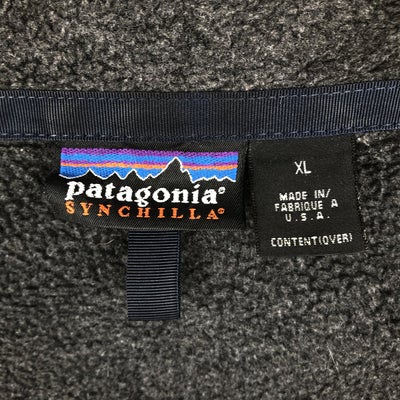 patagonia®
SYNCHILLA®
XL
MADE IN/
FABRIQUE A
U.S.A.
CONTENT(OVER)